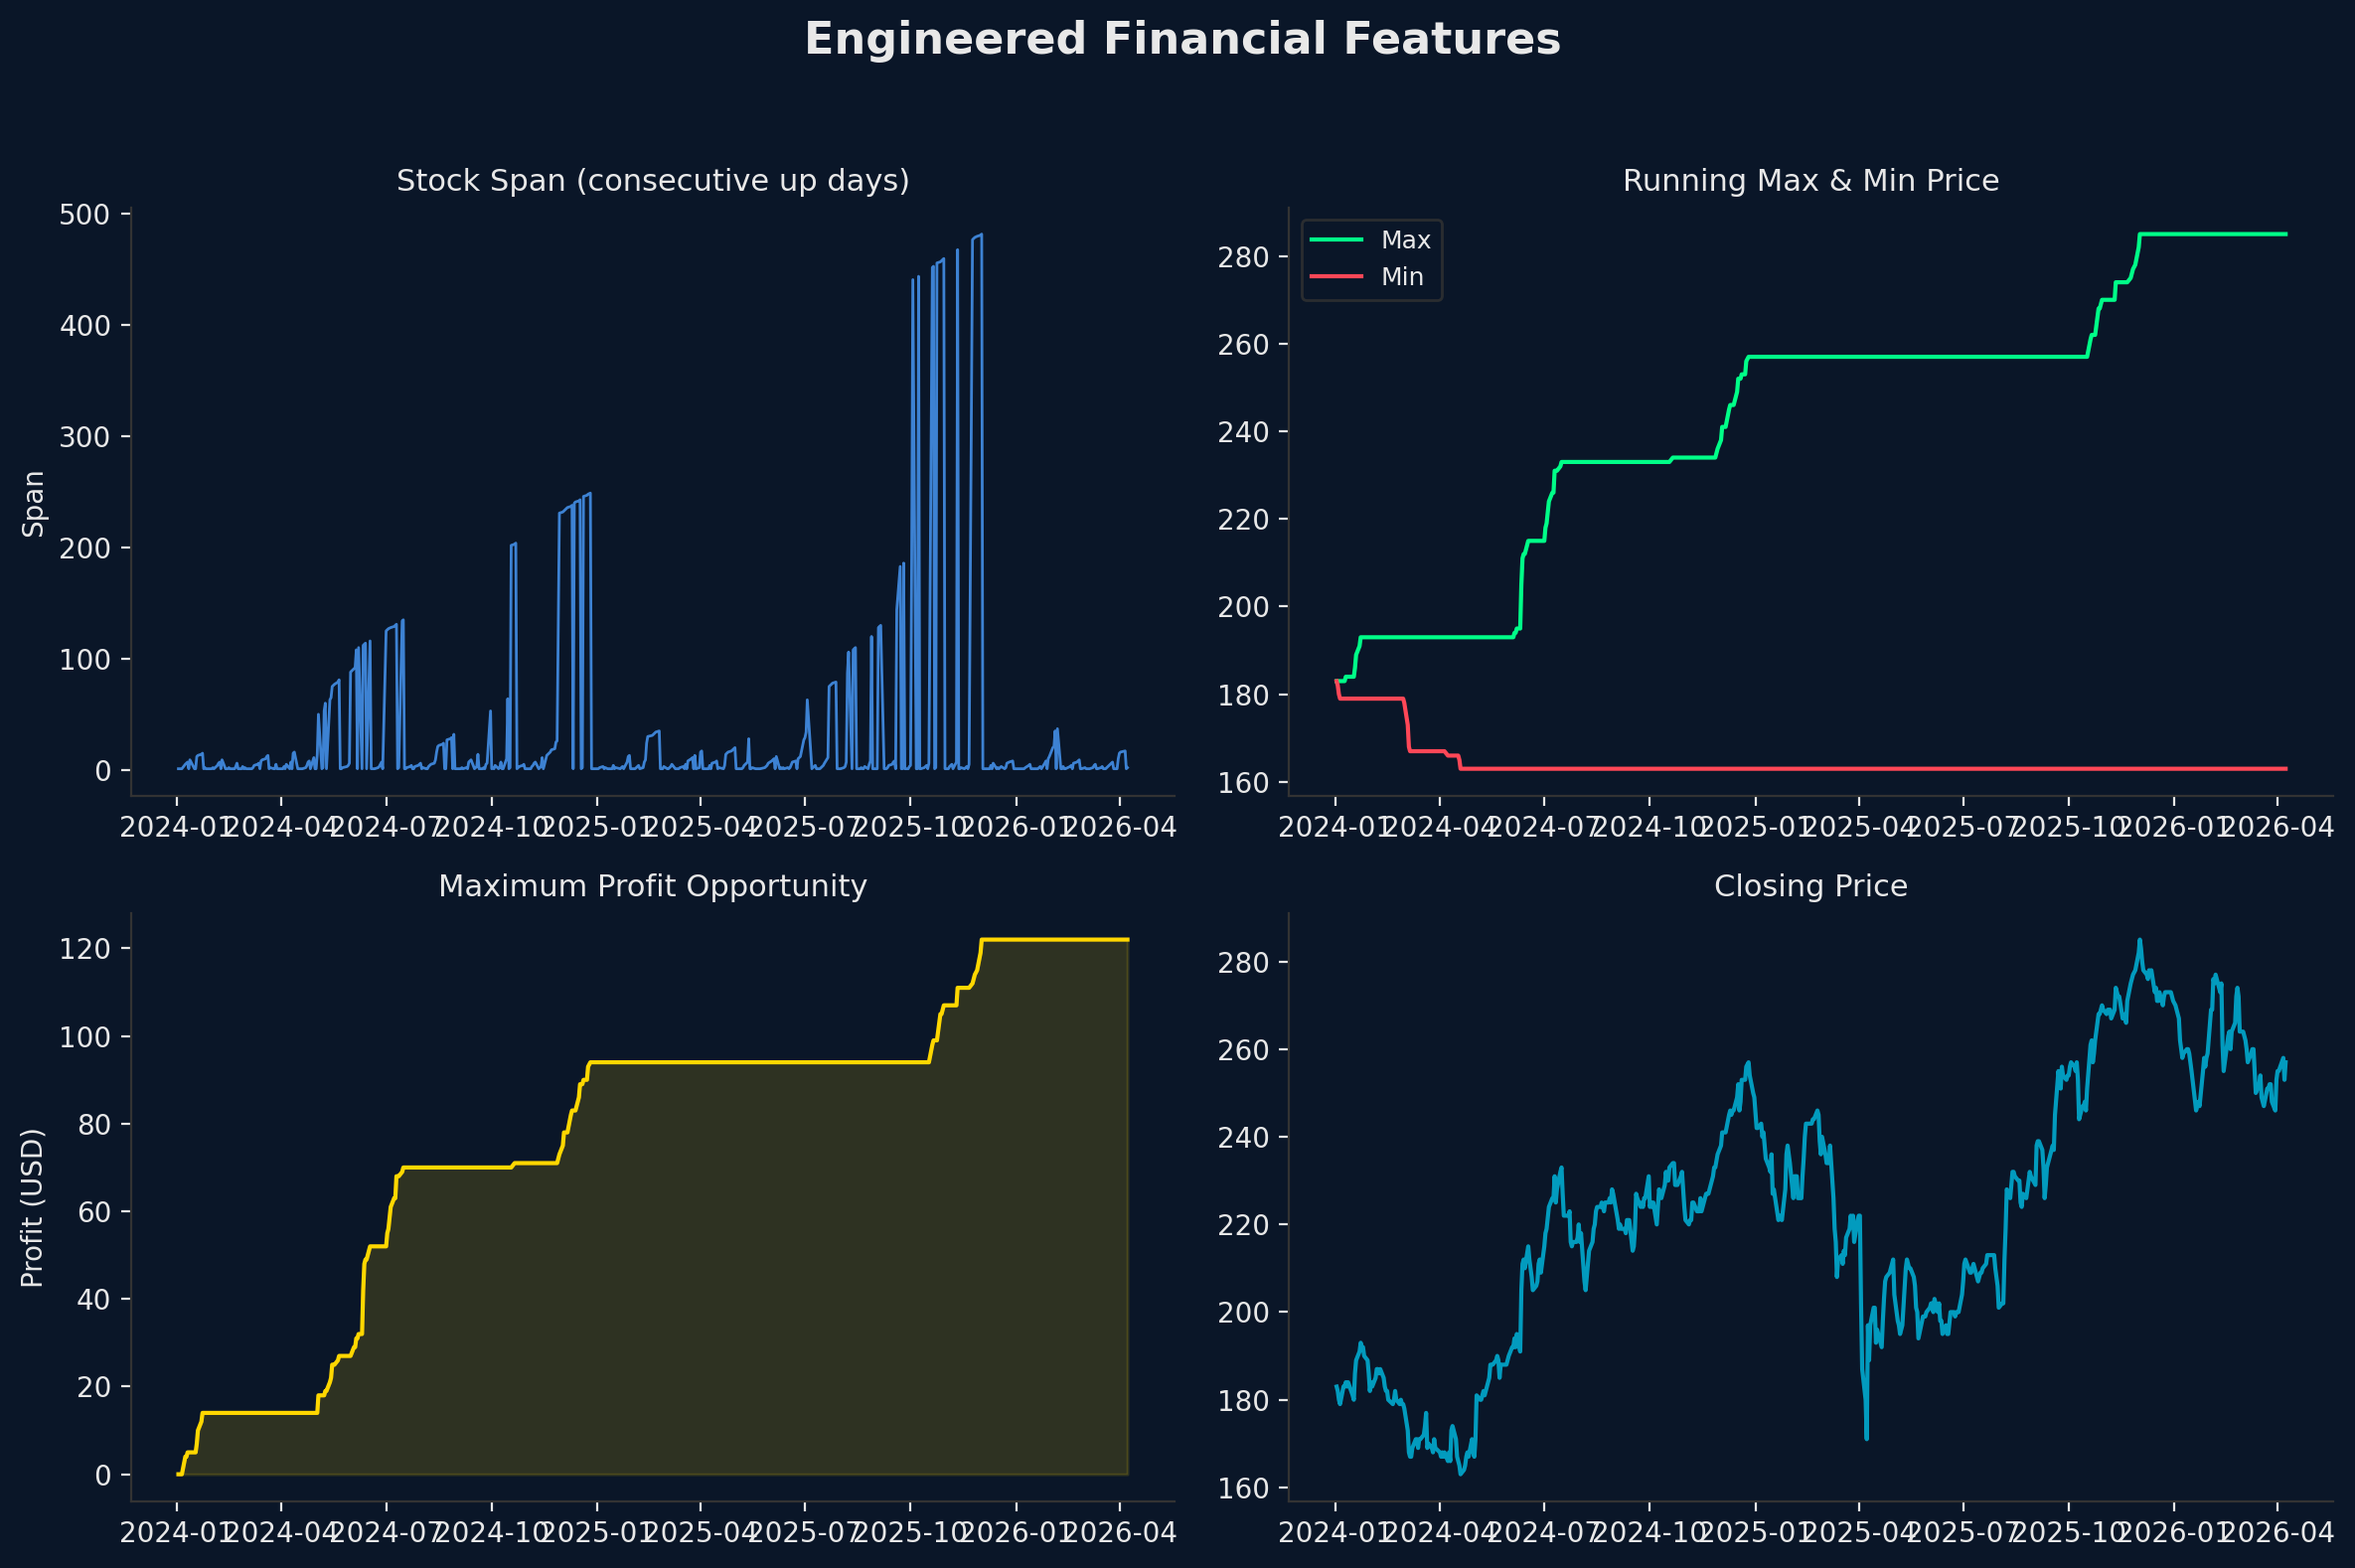 Engineered Financial Features
Stock Span (consecutive up days)
500
400
300
200
100
0
Span
2024-01 2024-04 2024-07 2024-10 2025-01 2025-04 2025-07 2025-10 2026-01 2026-04
Running Max & Min Price
Max
Min
280
260
240
220
200
180
160
2024-01 2024-04 2024-07 2024-10 2025-01 2025-04 2025-07 2025-10 2026-01 2026-04
Maximum Profit Opportunity
120
100
80
60
40
20
0
Profit (USD)
2024-01 2024-04 2024-07 2024-10 2025-01 2025-04 2025-07 2025-10 2026-01 2026-04
Closing Price
280
260
240
220
200
180
160
2024-01 2024-04 2024-07 2024-10 2025-01 2025-04 2025-07 2025-10 2026-01 2026-04